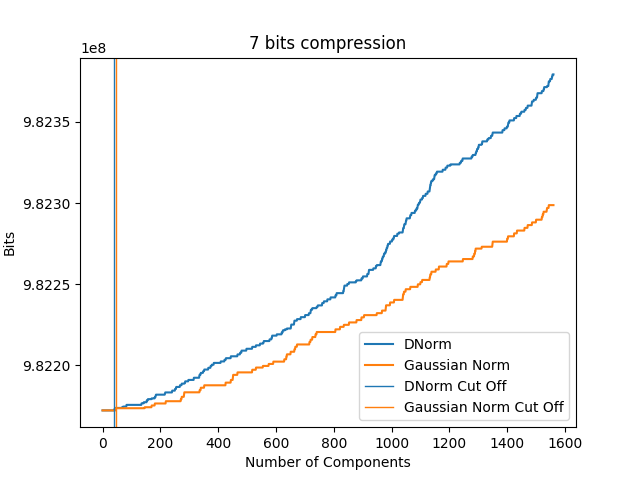 7 bits compression
1e8
9.8235
9.8230
9.8225
9.8220
Bits
0 200 400 600 800 1000 1200 1400 1600
Number of Components
DNorm
Gaussian Norm
DNorm Cut Off
Gaussian Norm Cut Off